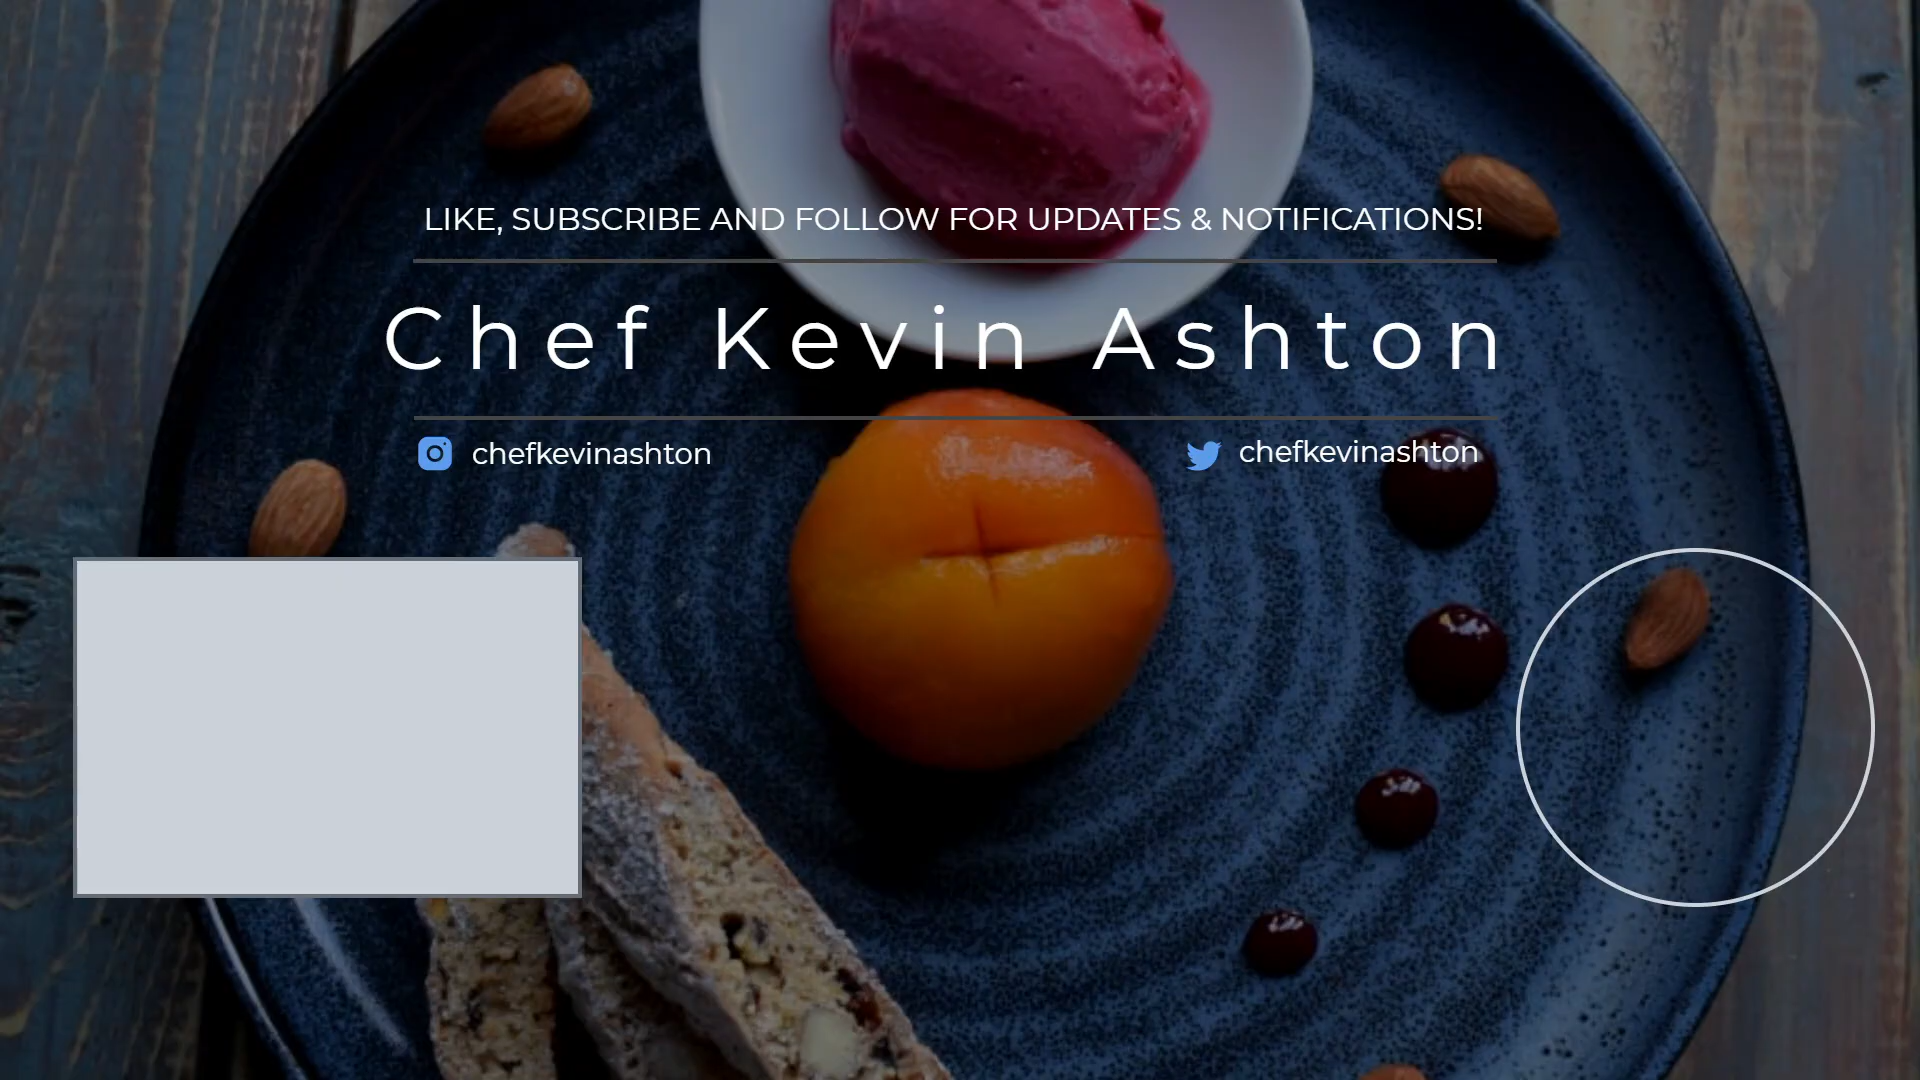 LIKE, SUBSCRIBE AND FOLLOW FOR UPDATES & NOTIFICATIONS!
Chef Kevin Ashton
chefkevinashton
chefkevinashton